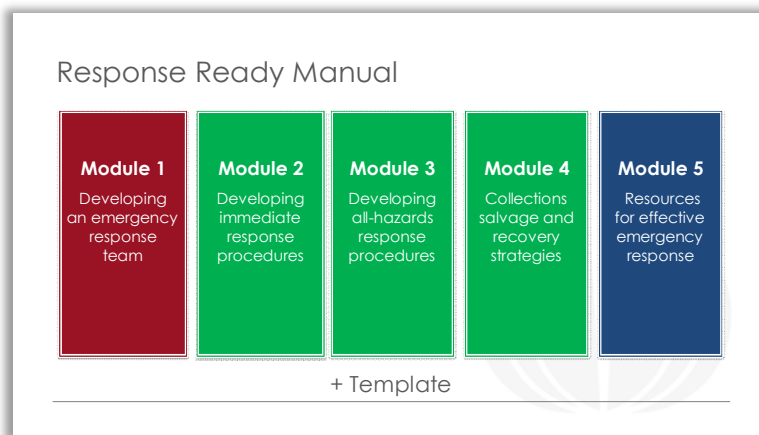 Response Ready Manual
Module 1
Developing
an emergency
response
team
Module 2
Developing
immediate
response
procedures
Module 3
Developing
all-hazards
response
procedures
Module 4
Collections
salvage and
recovery
strategies
Module 5
Resources
for effective
emergency
response
+ Template